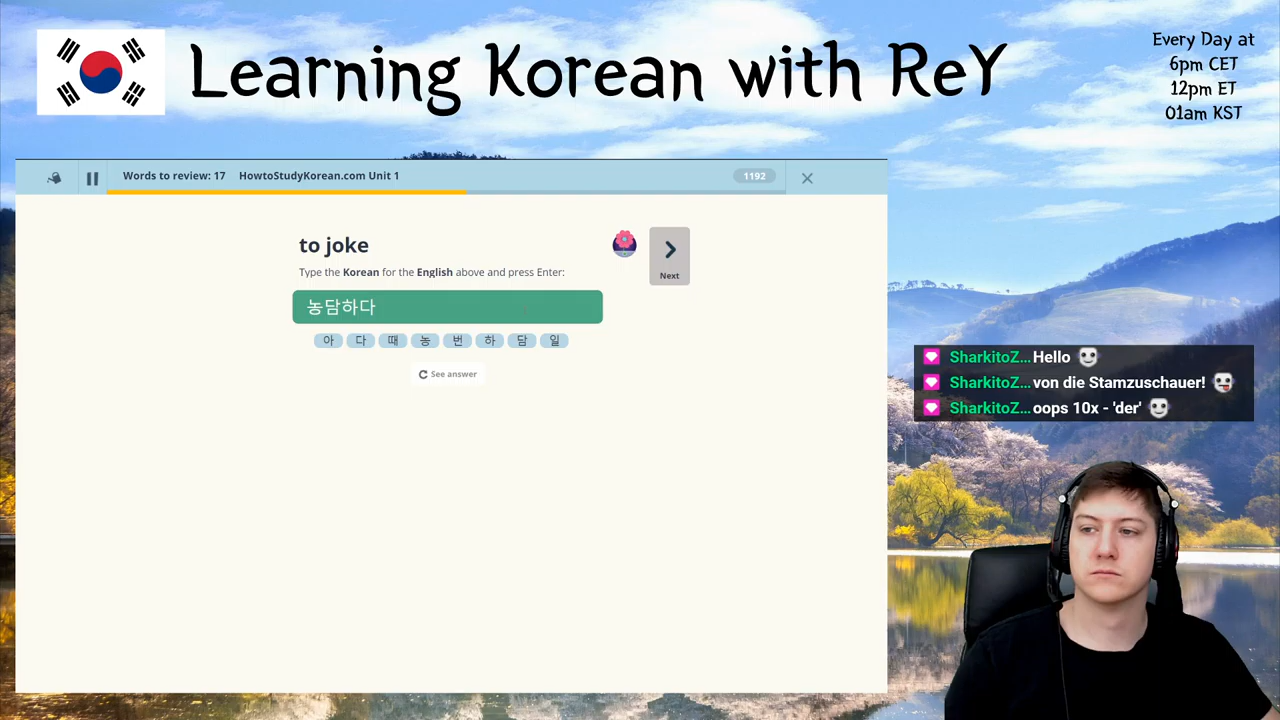 Learning Korean with ReY
Every Day at
6pm CET
12pm ET
01am KST
Words to review: 17 HowtoStudyKorean.com Unit 1 1192
to joke
Type the Korean for the English above and press Enter:
Next
농담하다
아 다 때 농 번 하 담 일
See answer
SharkitoZ... Hello
SharkitoZ... von die Stamzuschauer!
SharkitoZ... oops 10x - 'der'